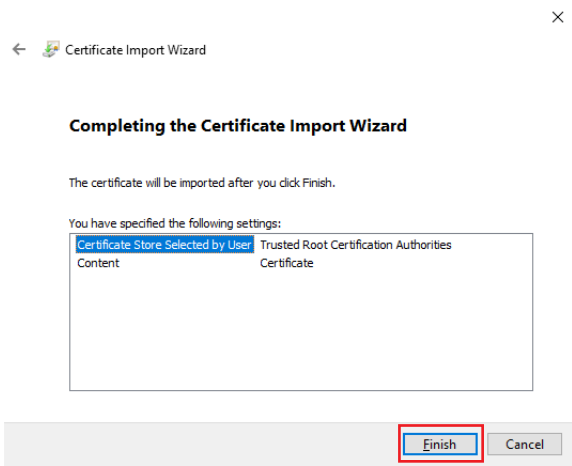 Certificate Import Wizard
Completing the Certificate Import Wizard
The certificate will be imported after you click Finish.
You have specified the following settings:
Certificate Store Selected by User Trusted Root Certification Authorities
Content Certificate
Finish Cancel